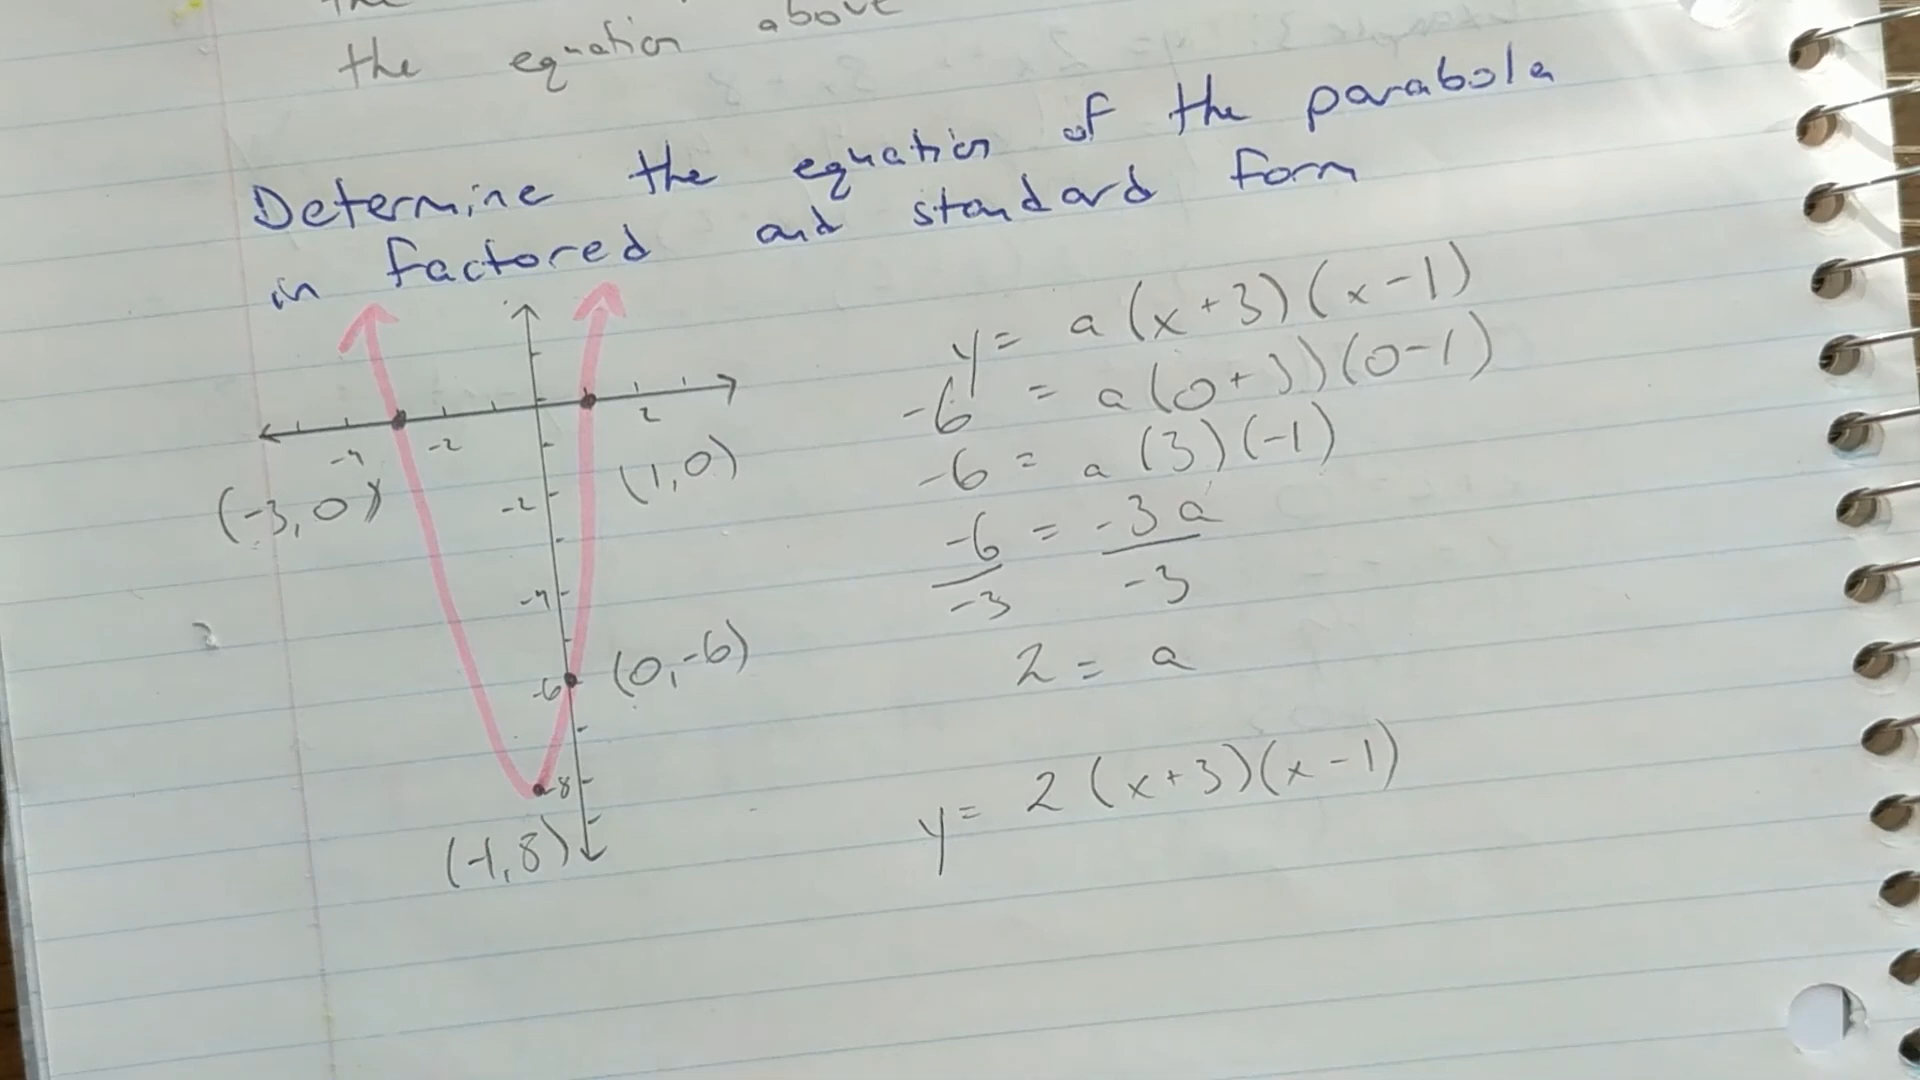 the
the equation above
Determine the equation of the parabola
in factored and standard form
y = a(x+3)(x-1)
-6 = a(0+3))(0-1)
-6 = a(3)(-1)
-6 = -3a
-3 -3
2 = a
y = 2(x+3)(x-1)
-4 -2 2
(-3,0) (1,0)
-2
-4
-6 (0,-6)
-8
(-1,8)